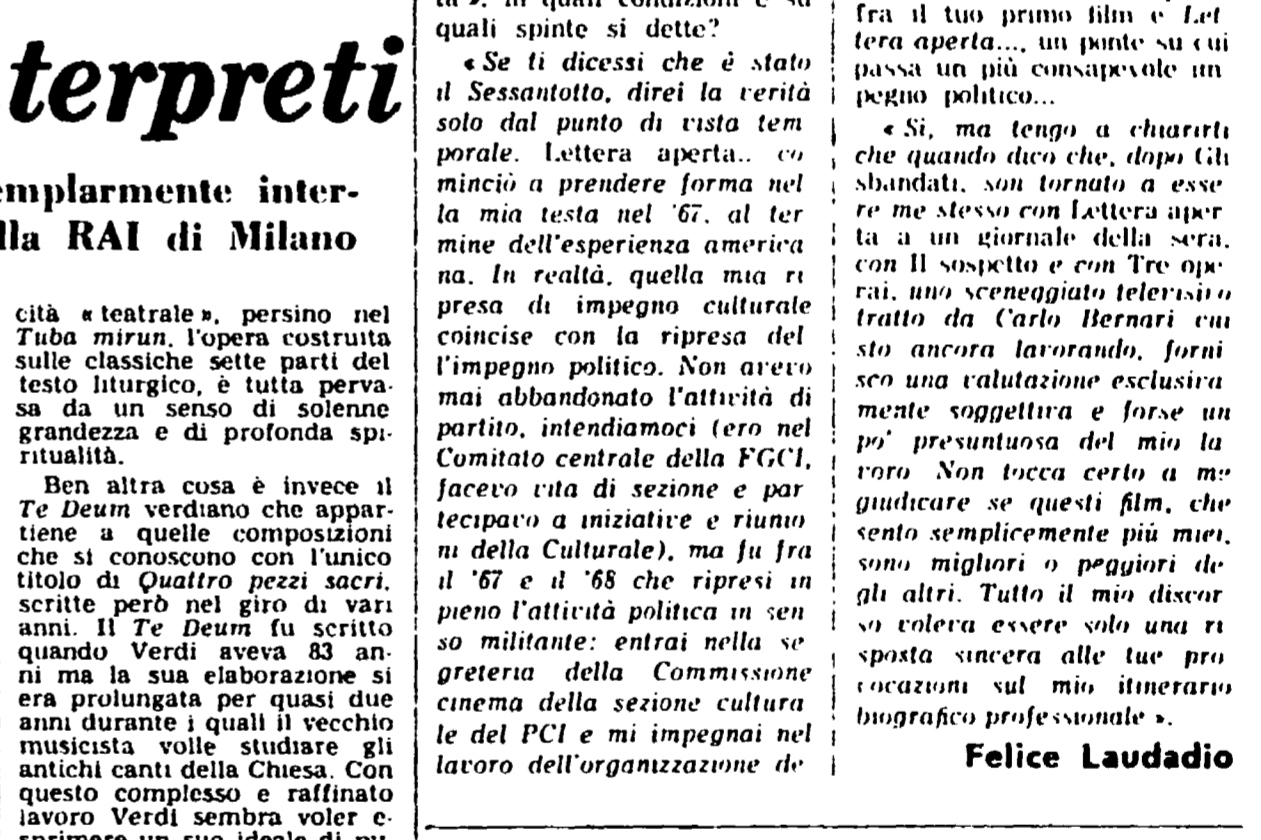 terpreti
emplarmente inter-
lla RAI di Milano
cità « teatrale », persino nel
Tuba mirun, l'opera costruita
sulle classiche sette parti del
testo liturgico, è tutta perva-
sa da un senso di solenne
grandezza e di profonda spi-
ritualità.
Ben altra cosa è invece il
Te Deum verdiano che appar-
tiene a quelle composizioni
che si conoscono con l'unico
titolo di Quattro pezzi sacri,
scritte però nel giro di vari
anni. Il Te Deum fu scritto
quando Verdi aveva 83 an-
ni ma la sua elaborazione si
era prolungata per quasi due
anni durante i quali il vecchio
musicista volle studiare gli
antichi canti della Chiesa. Con
questo complesso e raffinato
lavoro Verdi sembra voler e-
sprimere un suo ideale di pu-
ta », in quali condizioni e su
quali spinte si dette?
« Se ti dicessi che è stato
il Sessantotto, direi la verità
solo dal punto di vista tem
porale. Lettera aperta.. co
minciò a prendere forma nel
la mia testa nel '67, al ter
mine dell'esperienza america
na. In realtà, quella mia ri
presa di impegno culturale
coincise con la ripresa del
l'impegno politico. Non avevo
mai abbandonato l'attività di
partito, intendiamoci (ero nel
Comitato centrale della FGCI,
facevo vita di sezione e par
tecipavo a iniziative e riunio
ni della Culturale), ma fu fra
il '67 e il '68 che ripresi in
pieno l'attività politica in sen
so militante: entrai nella se
greteria della Commissione
cinema della sezione cultura
le del PCI e mi impegnai nel
lavoro dell'organizzazione de
fra il tuo primo film e Let
tera aperta..., un ponte su cui
passa un più consapevole im
pegno politico...
« Sì, ma tengo a chiarirti
che quando dico che, dopo Gli
sbandati, son tornato a esse
re me stesso con Lettera aper
ta a un giornale della sera,
con Il sospetto e con Tre ope
rai, uno sceneggiato televisivo
tratto da Carlo Bernari cui
sto ancora lavorando, forni
sco una valutazione esclusiva
mente soggettiva e forse un
po' presuntuosa del mio la
voro Non tocca certo a me
giudicare se questi film, che
sento semplicemente più miei,
sono migliori o peggiori de
gli altri. Tutto il mio discor
so voleva essere solo una ri
sposta sincera alle tue pro
vocazioni sul mio itinerario
biografico professionale ».
Felice Laudadio